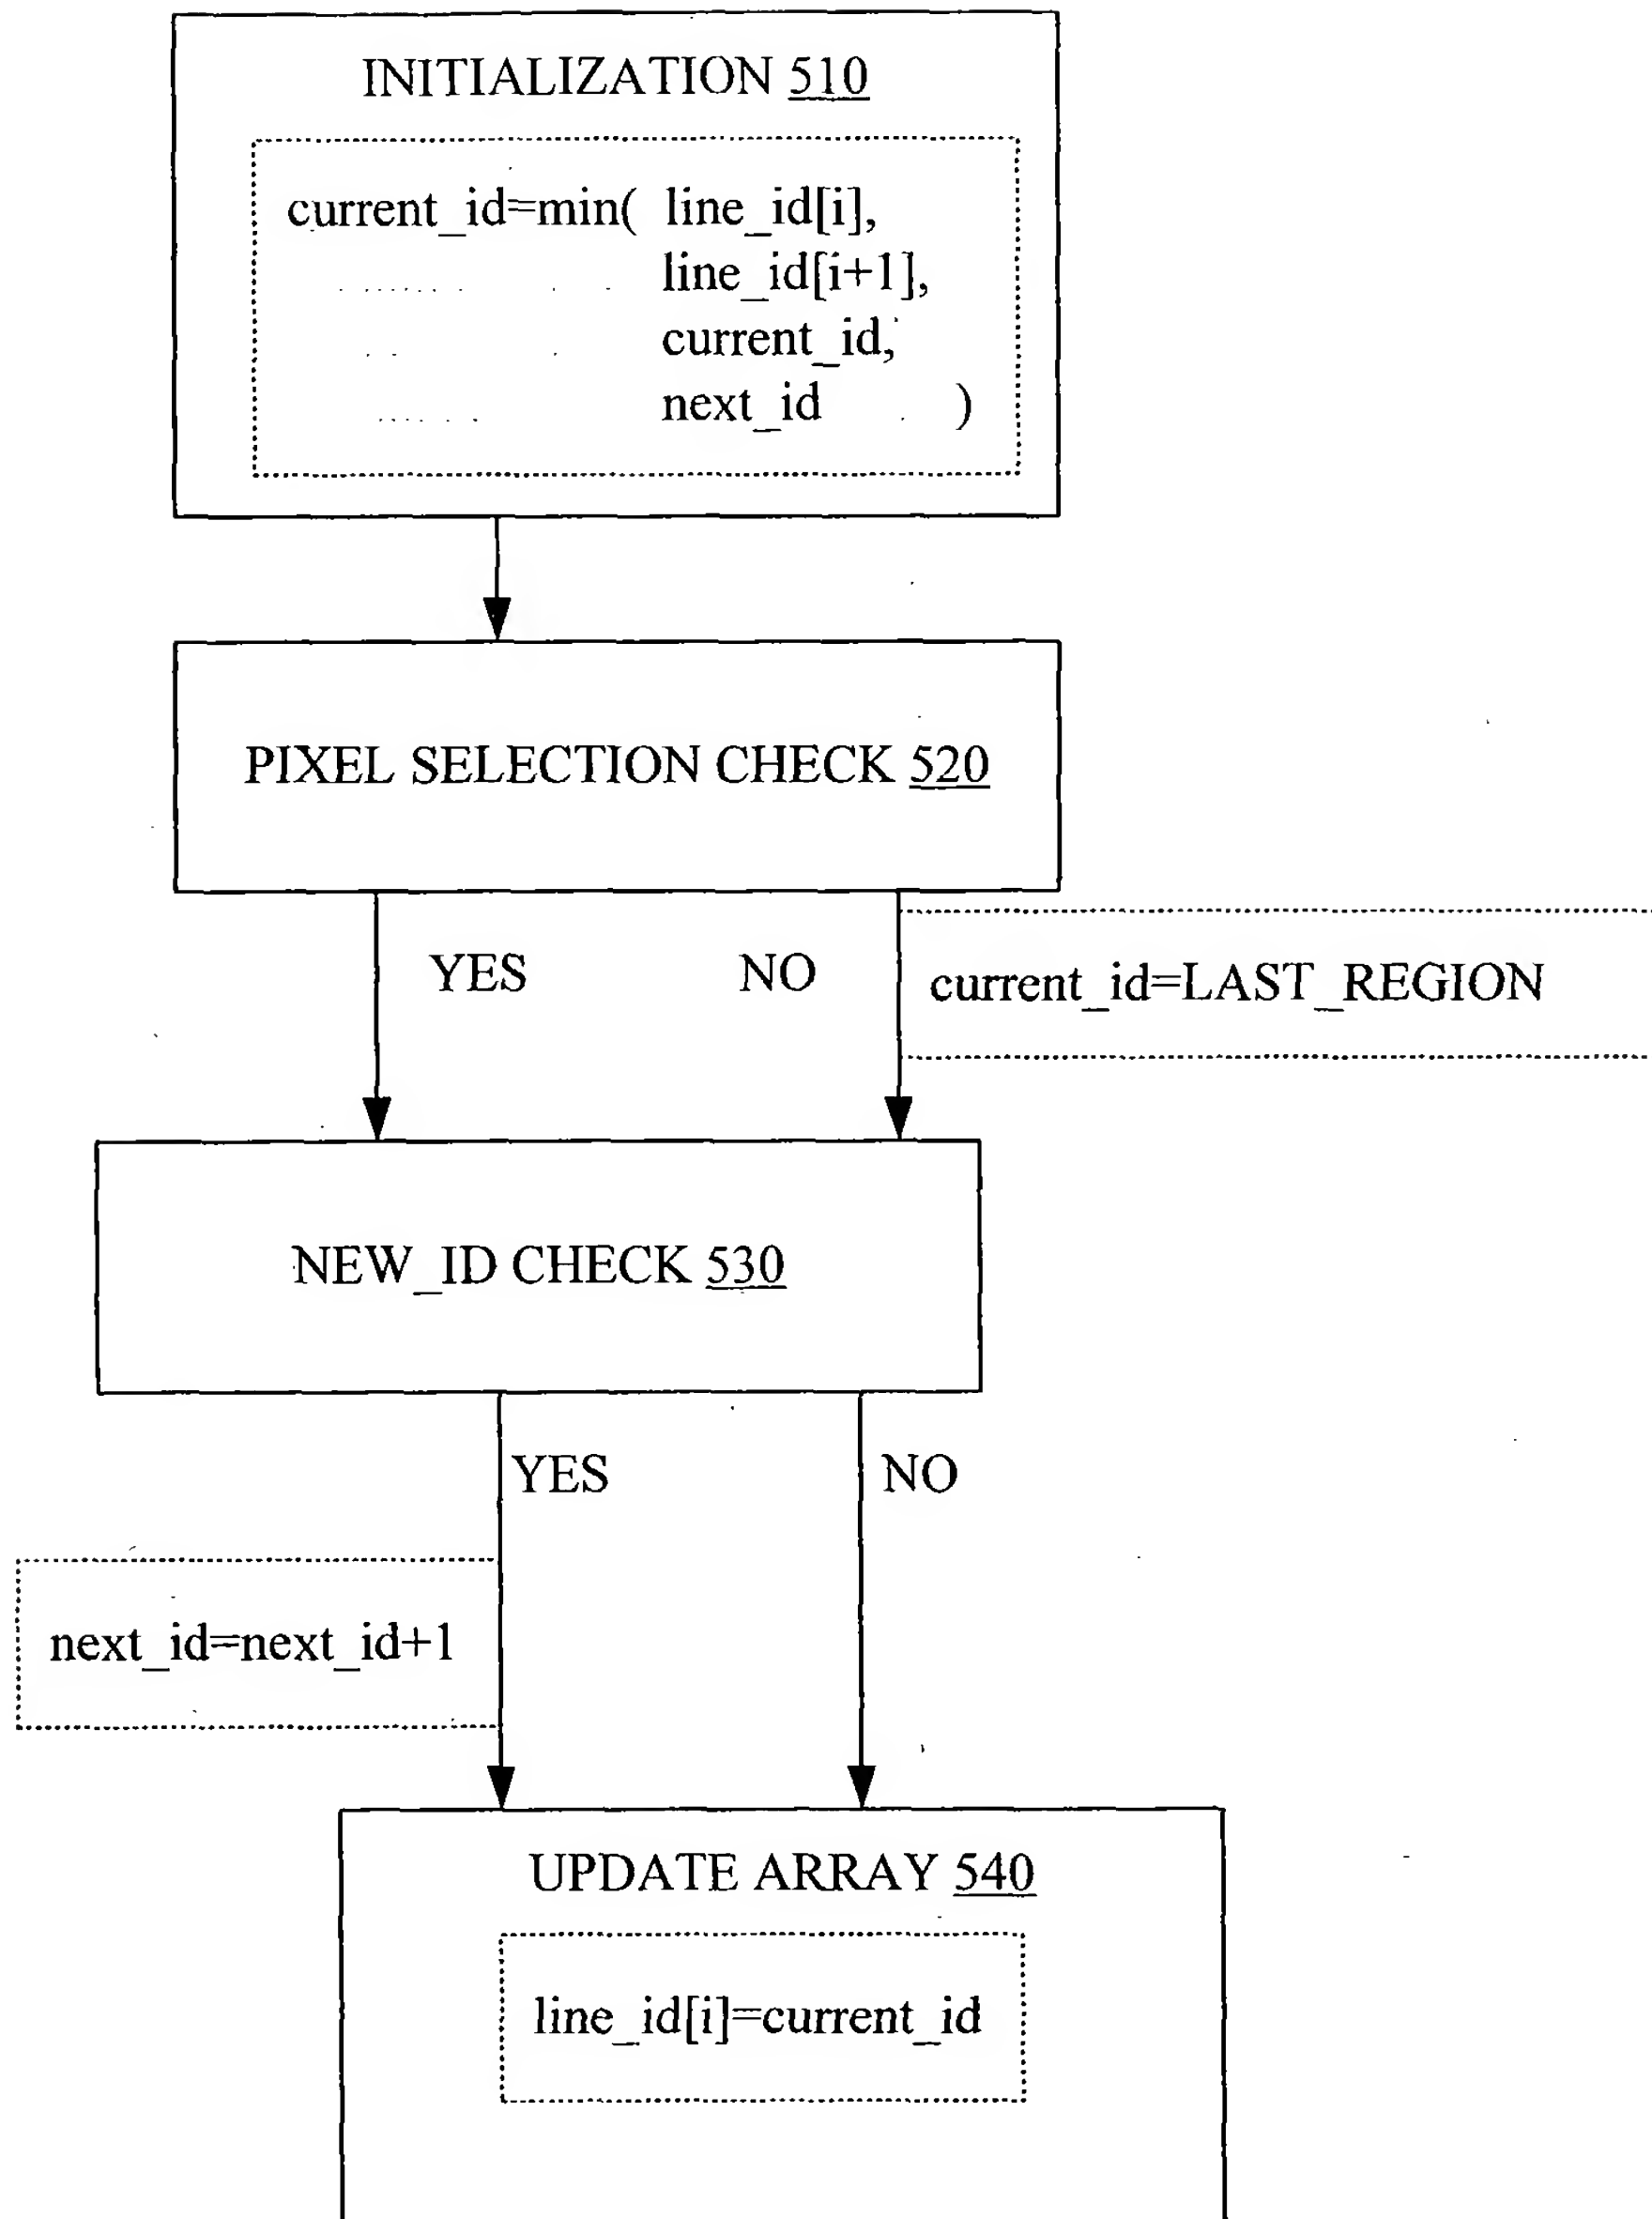 INITIALIZATION 510
current_id=min( line_id[i],
line_id[i+1],
current_id,
next_id )
PIXEL SELECTION CHECK 520
YES
NO
current_id=LAST_REGION
NEW_ID CHECK 530
YES
NO
next_id=next_id+1
UPDATE ARRAY 540
line_id[i]=current_id